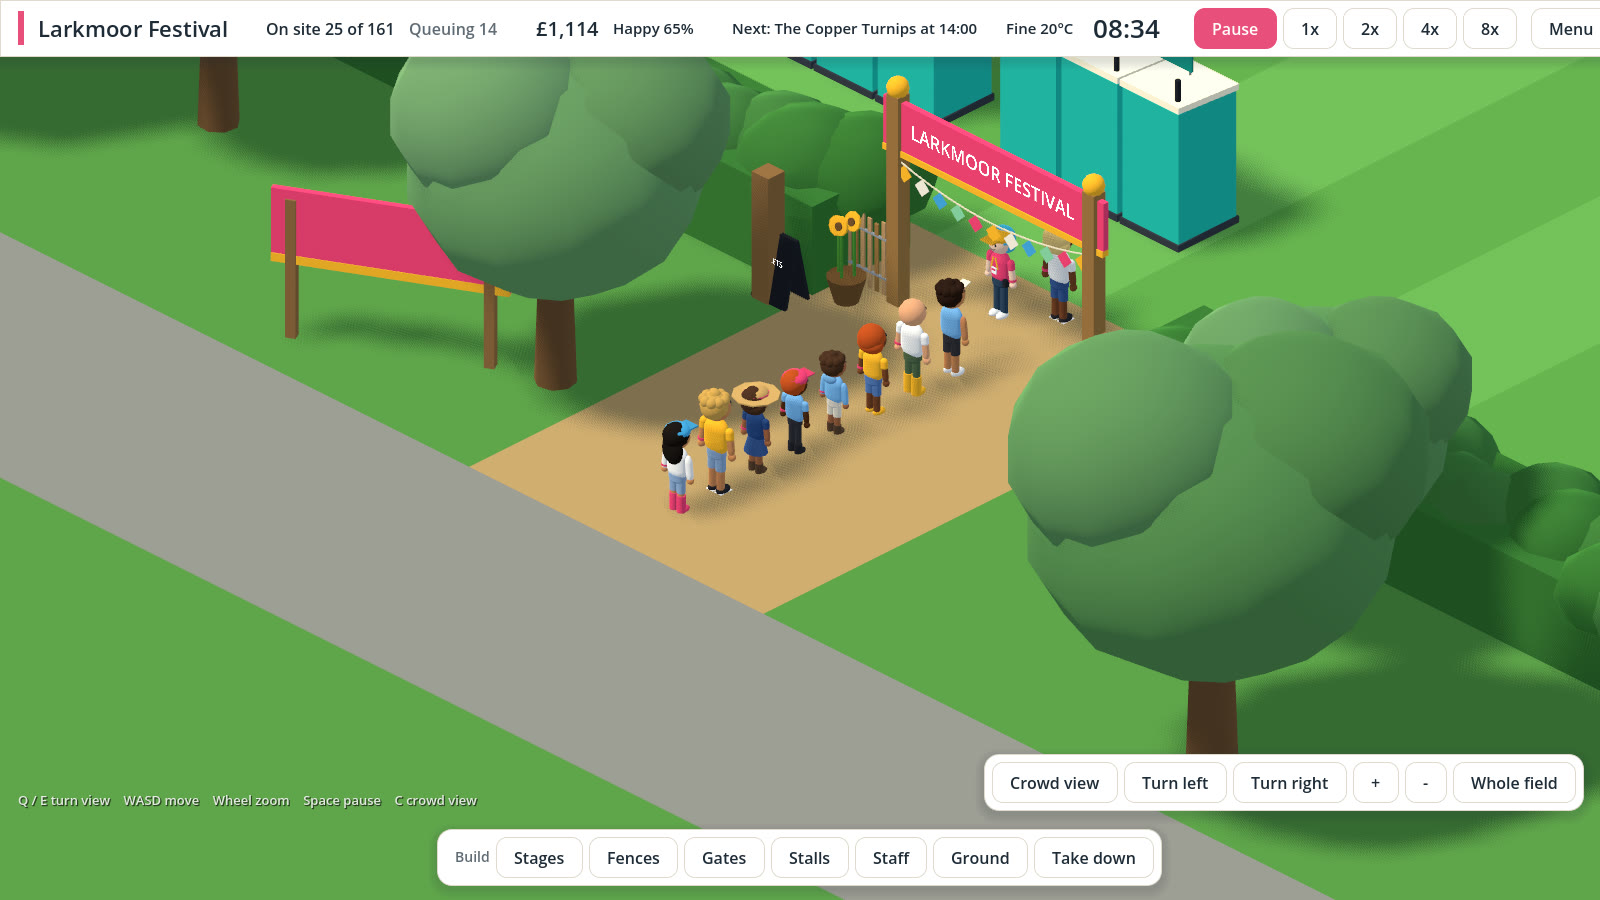 Larkmoor Festival
On site 25 of 161
Queuing 14
£1,114
Happy 65%
Next: The Copper Turnips at 14:00
Fine 20°C
08:34
Pause
1x
2x
4x
8x
Menu
LARKMOOR FESTIVAL
Crowd view
Turn left
Turn right
+
-
Whole field
Q / E turn view
WASD move
Wheel zoom
Space pause
C crowd view
Build
Stages
Fences
Gates
Stalls
Staff
Ground
Take down